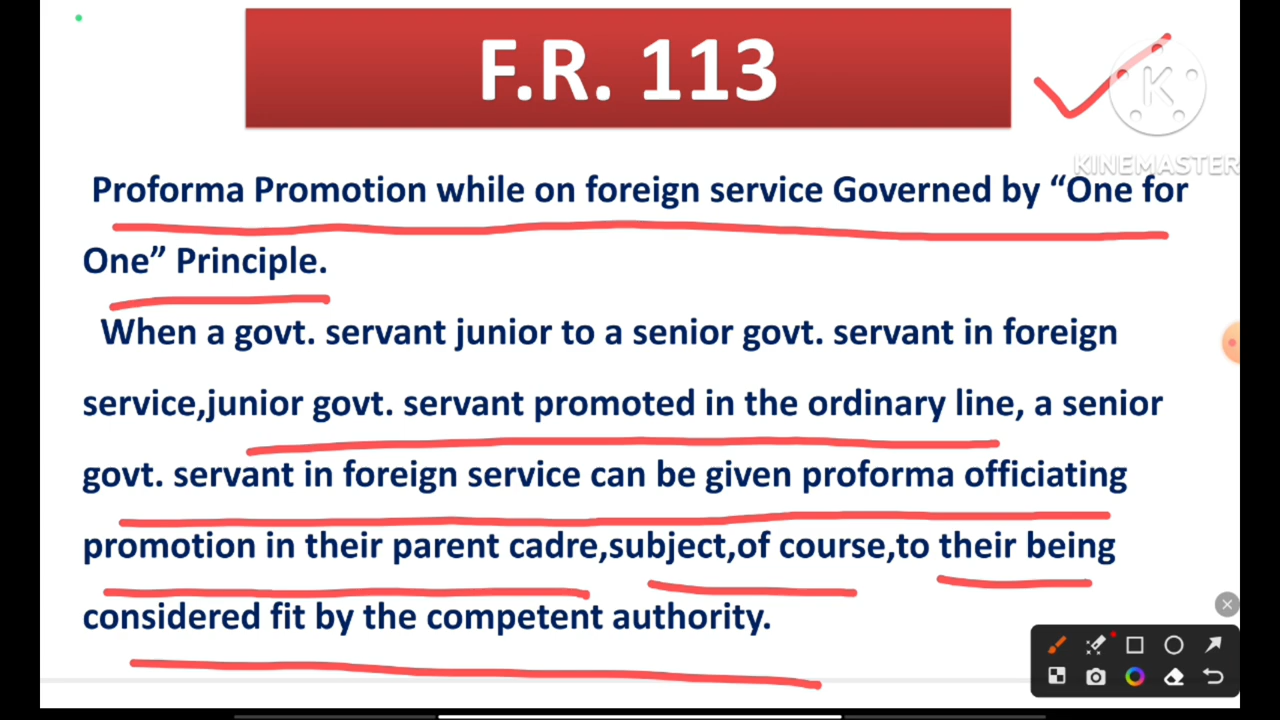 F.R. 113
K
KINEMASTER
Proforma Promotion while on foreign service Governed by “One for
One” Principle.
When a govt. servant junior to a senior govt. servant in foreign
service,junior govt. servant promoted in the ordinary line, a senior
govt. servant in foreign service can be given proforma officiating
promotion in their parent cadre,subject,of course,to their being
considered fit by the competent authority.